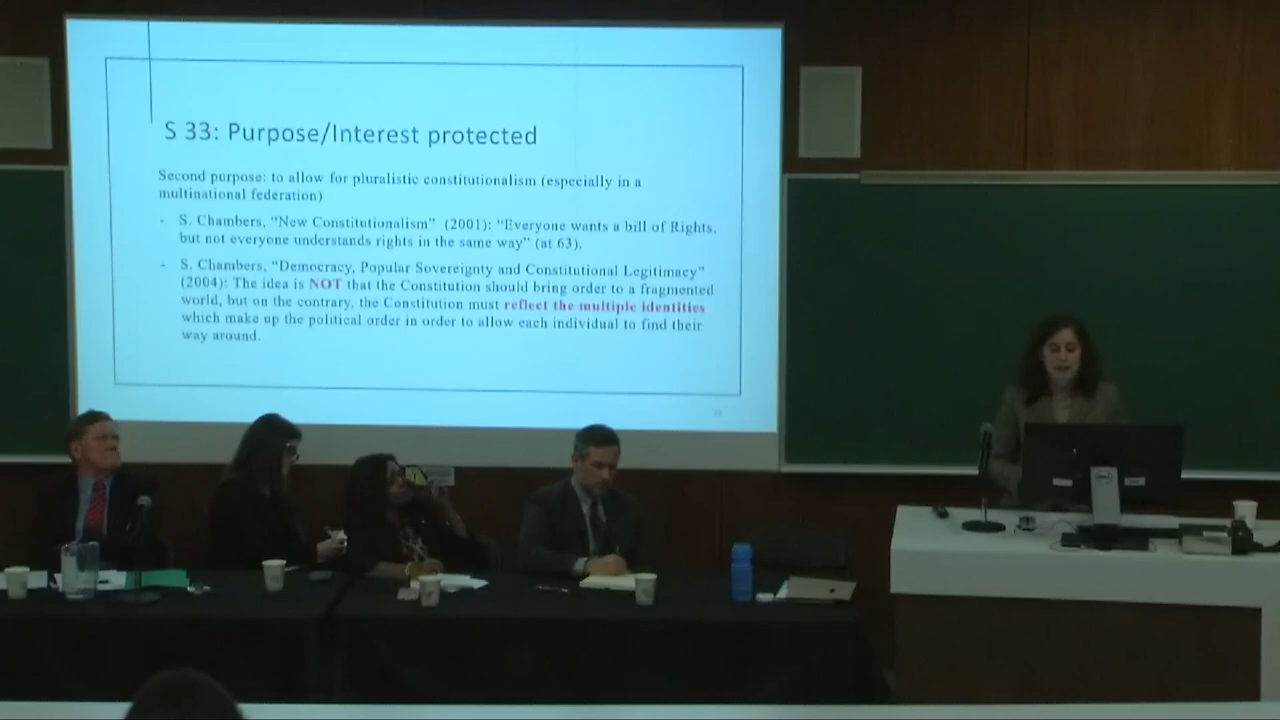 S 33: Purpose/Interest protected
Second purpose: to allow for pluralistic constitutionalism (especially in a
multinational federation)
- S. Chambers, “New Constitutionalism” (2001): “Everyone wants a bill of Rights,
but not everyone understands rights in the same way” (at 63).
- S. Chambers, “Democracy, Popular Sovereignty and Constitutional Legitimacy”
(2004): The idea is NOT that the Constitution should bring order to a fragmented
world, but on the contrary, the Constitution must reflect the multiple identities
which make up the political order in order to allow each individual to find their
way around.
DELL